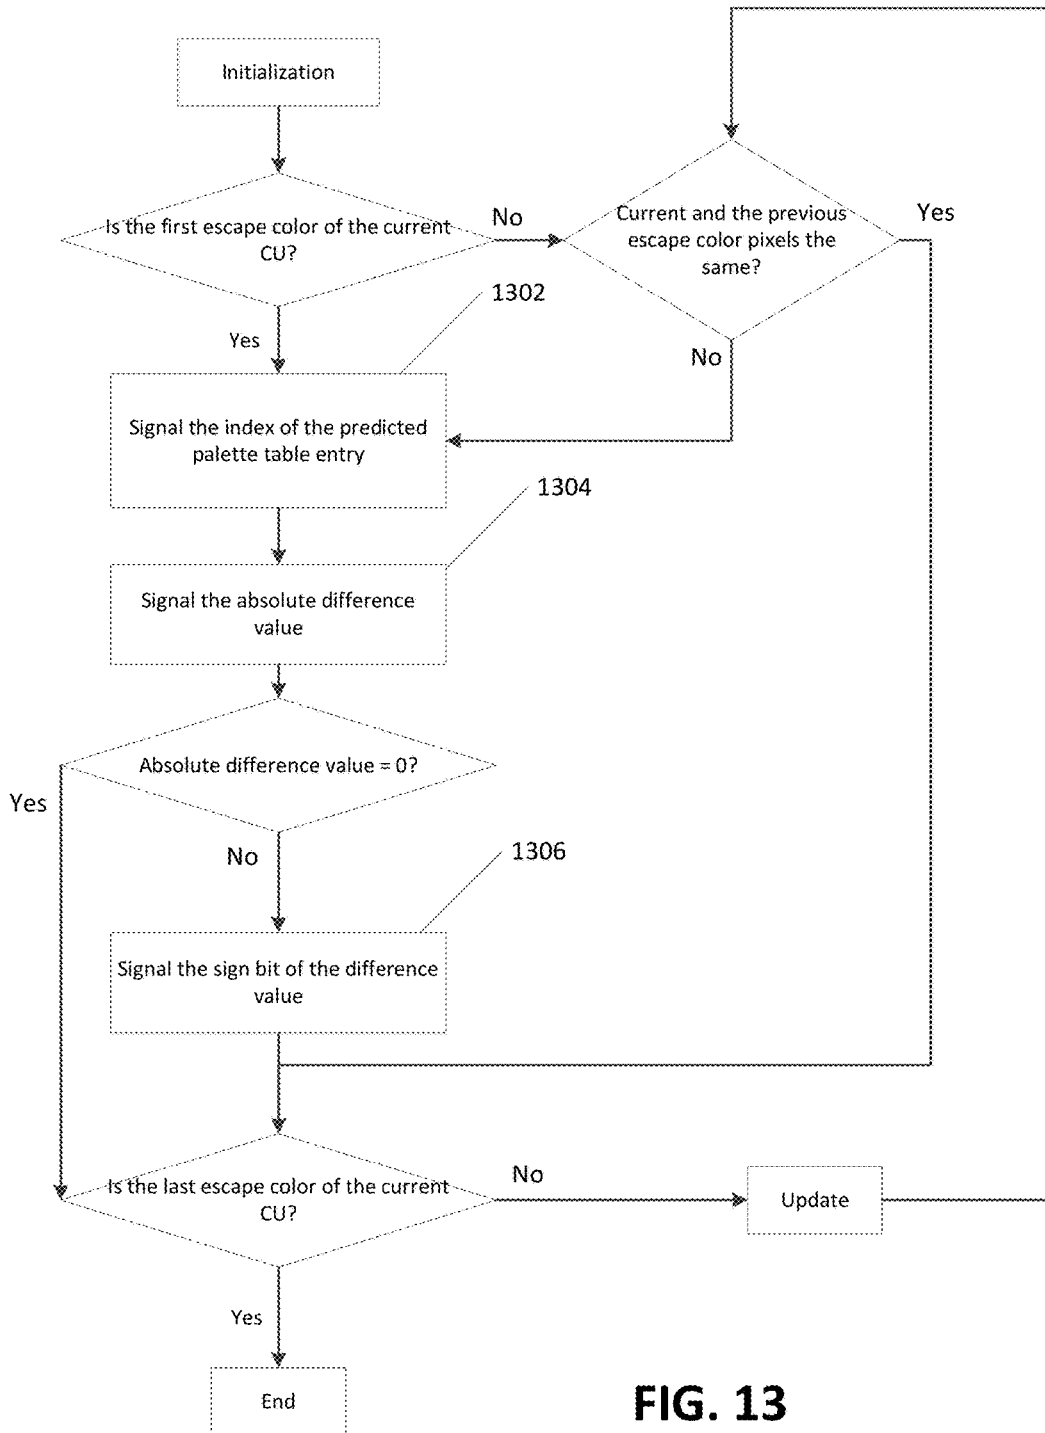 Initialization
Is the first escape color of the current
CU?
No
Current and the previous
escape color pixels the
same?
Yes
1302
Yes
No
Signal the index of the predicted
palette table entry
1304
Signal the absolute difference
value
Absolute difference value = 0?
Yes
No
1306
Signal the sign bit of the difference
value
Is the last escape color of the current
CU?
No
Update
Yes
End
FIG. 13